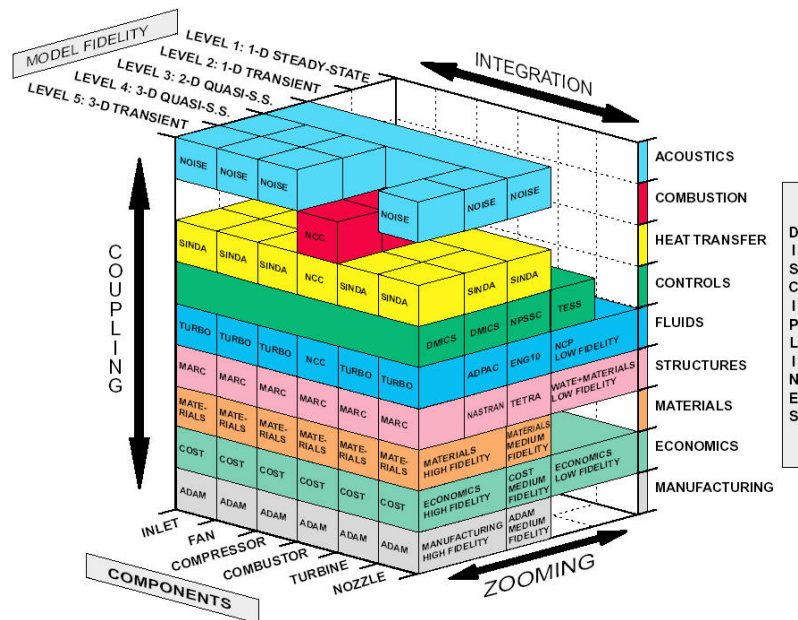 MODEL FIDELITY
LEVEL 1: 1-D STEADY-STATE
LEVEL 2: 1-D TRANSIENT
LEVEL 3: 2-D QUASI-S.S.
LEVEL 4: 3-D QUASI-S.S.
LEVEL 5: 3-D TRANSIENT
INTEGRATION
COUPLING
NOISE
NOISE
NOISE
NOISE
NOISE
NOISE
ACOUSTICS
COMBUSTION
HEAT TRANSFER
CONTROLS
FLUIDS
STRUCTURES
MATERIALS
ECONOMICS
MANUFACTURING
DISCIPLINES
NCC
SINDA
SINDA
SINDA
NCC
SINDA
SINDA
SINDA
SINDA
DMICS
DMICS
NPSSC
TESS
TURBO
TURBO
TURBO
NCC
TURBO
TURBO
ADPAC
ENG10
NCP
LOW FIDELITY
MARC
MARC
MARC
MARC
MARC
MARC
NASTRAN
TETRA
WATE+MATERIALS
LOW FIDELITY
MATE-
RIALS
MATE-
RIALS
MATE-
RIALS
MATE-
RIALS
MATE-
RIALS
MATE-
RIALS
MATERIALS
HIGH FIDELITY
MATERIALS
MEDIUM
FIDELITY
COST
COST
COST
COST
COST
COST
ECONOMICS
HIGH FIDELITY
COST
MEDIUM
FIDELITY
ECONOMICS
LOW FIDELITY
ADAM
ADAM
ADAM
ADAM
ADAM
ADAM
MANUFACTURING
HIGH FIDELITY
ADAM
MEDIUM
FIDELITY
INLET
FAN
COMPRESSOR
COMBUSTOR
TURBINE
NOZZLE
COMPONENTS
ZOOMING